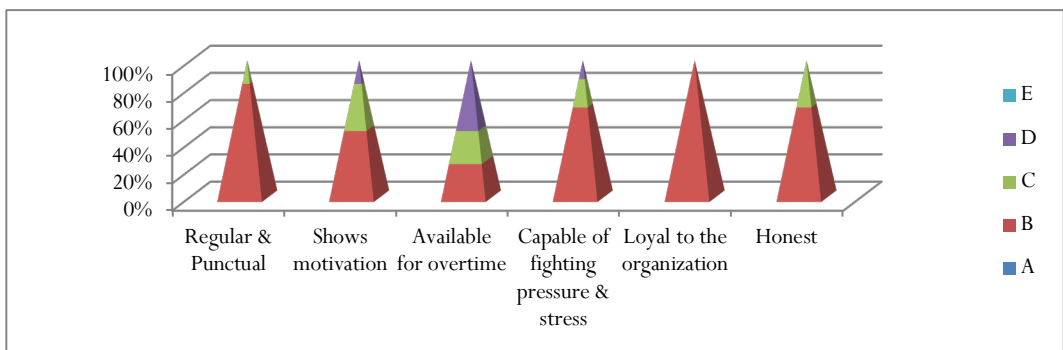 100%
80%
60%
40%
20%
0%
Regular &
Punctual
Shows
motivation
Available
for overtime
Capable of
fighting
pressure &
stress
Loyal to the
organization
Honest
E
D
C
B
A